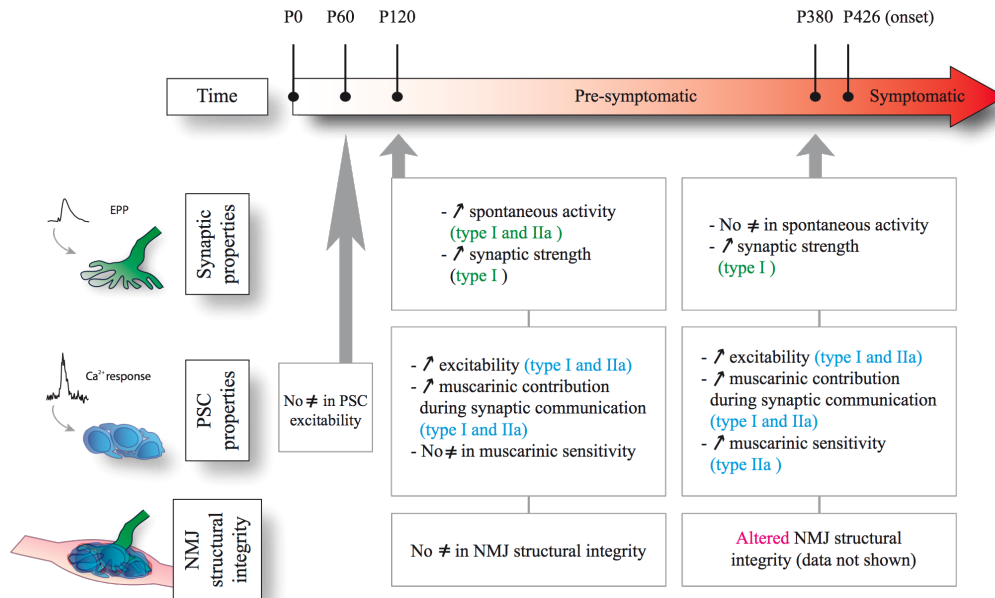 P0
P60
P120
P380
P426 (onset)
Time
Pre-symptomatic
Symptomatic
EPP
Synaptic
properties
- ↗ spontaneous activity
(type I and IIa )
- ↗ synaptic strength
(type I )
- No ≠ in spontaneous activity
- ↗ synaptic strength
(type I )
Ca²⁺ response
PSC
properties
No ≠ in PSC
excitability
- ↗ excitability (type I and IIa)
- ↗ muscarinic contribution
during synaptic communication
(type I and IIa)
- No ≠ in muscarinic sensitivity
- ↗ excitability (type I and IIa)
- ↗ muscarinic contribution
during synaptic communication
(type I and IIa)
- ↗ muscarinic sensitivity
(type IIa )
NMJ
structural
integrity
No ≠ in NMJ structural integrity
Altered NMJ structural
integrity (data not shown)